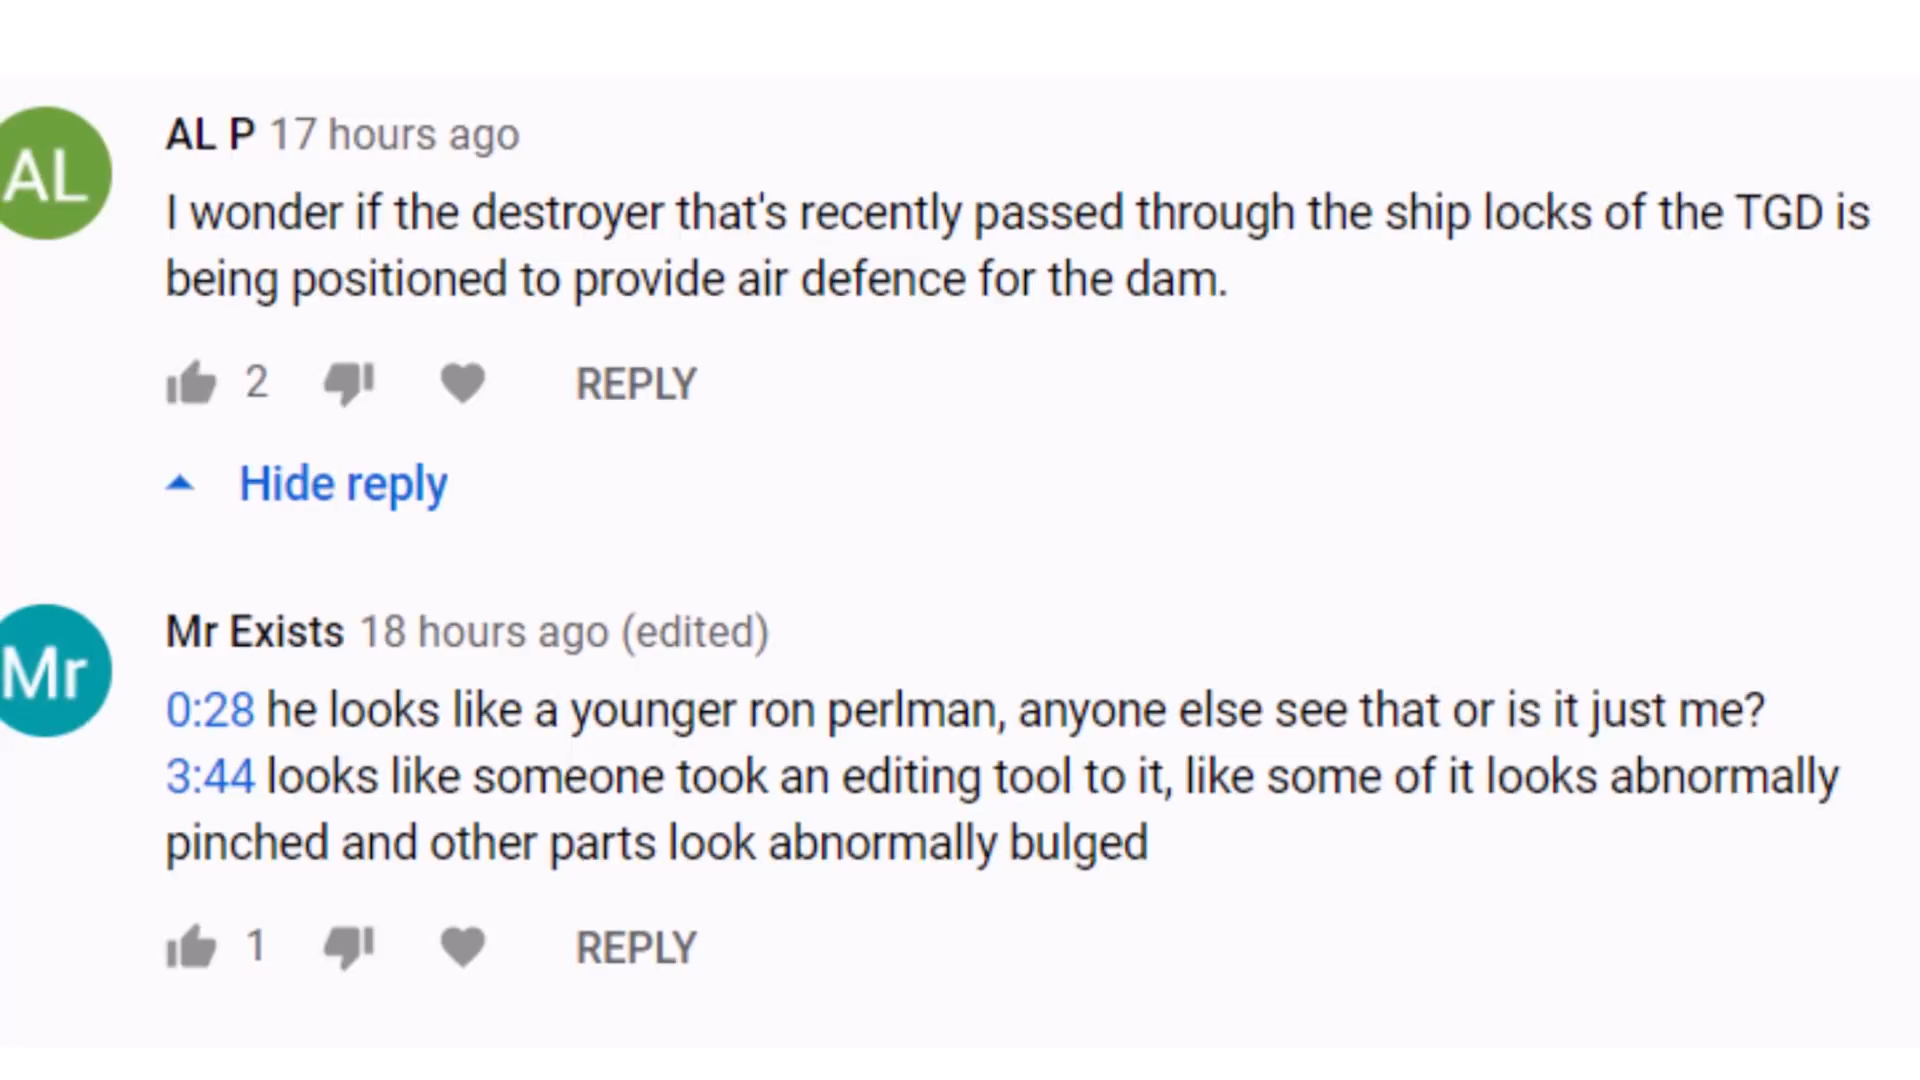 AL
AL P 17 hours ago
I wonder if the destroyer that's recently passed through the ship locks of the TGD is
being positioned to provide air defence for the dam.
2 REPLY
Hide reply
Mr
Mr Exists 18 hours ago (edited)
0:28 he looks like a younger ron perlman, anyone else see that or is it just me?
3:44 looks like someone took an editing tool to it, like some of it looks abnormally
pinched and other parts look abnormally bulged
1 REPLY